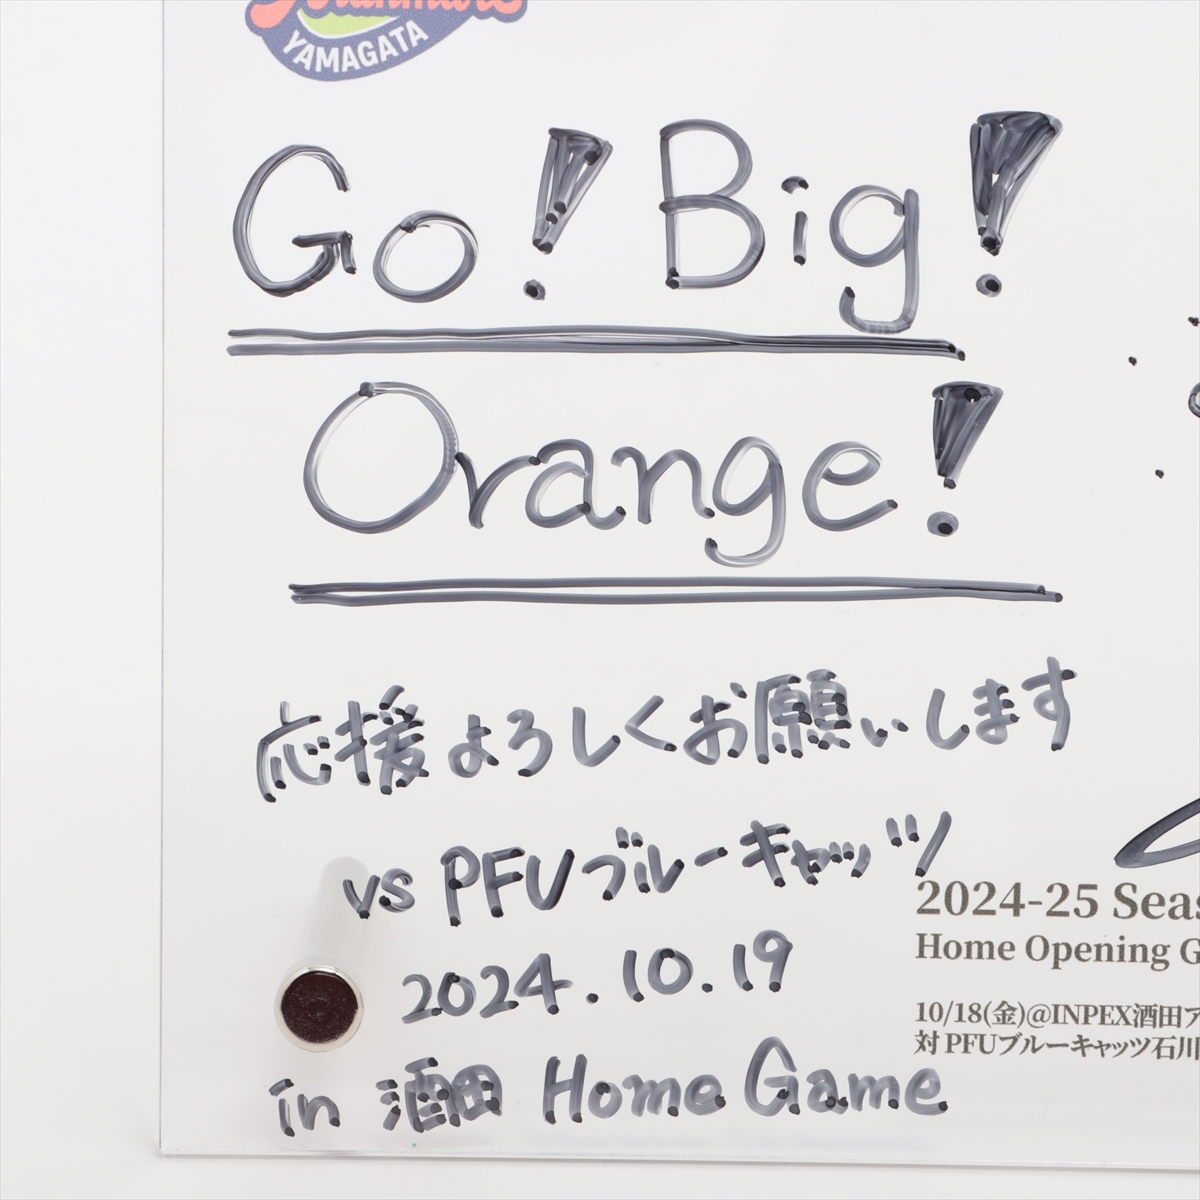 YAMAGATA
Go! Big!
Orange!
応援よろしくお願いします
vs PFUブルーキャッツ
2024-25
Home Opening
2024.10.19
10/18(金)@INPEX酒田
対 PFUブルーキャッツ石川
in 酒田 Home Game